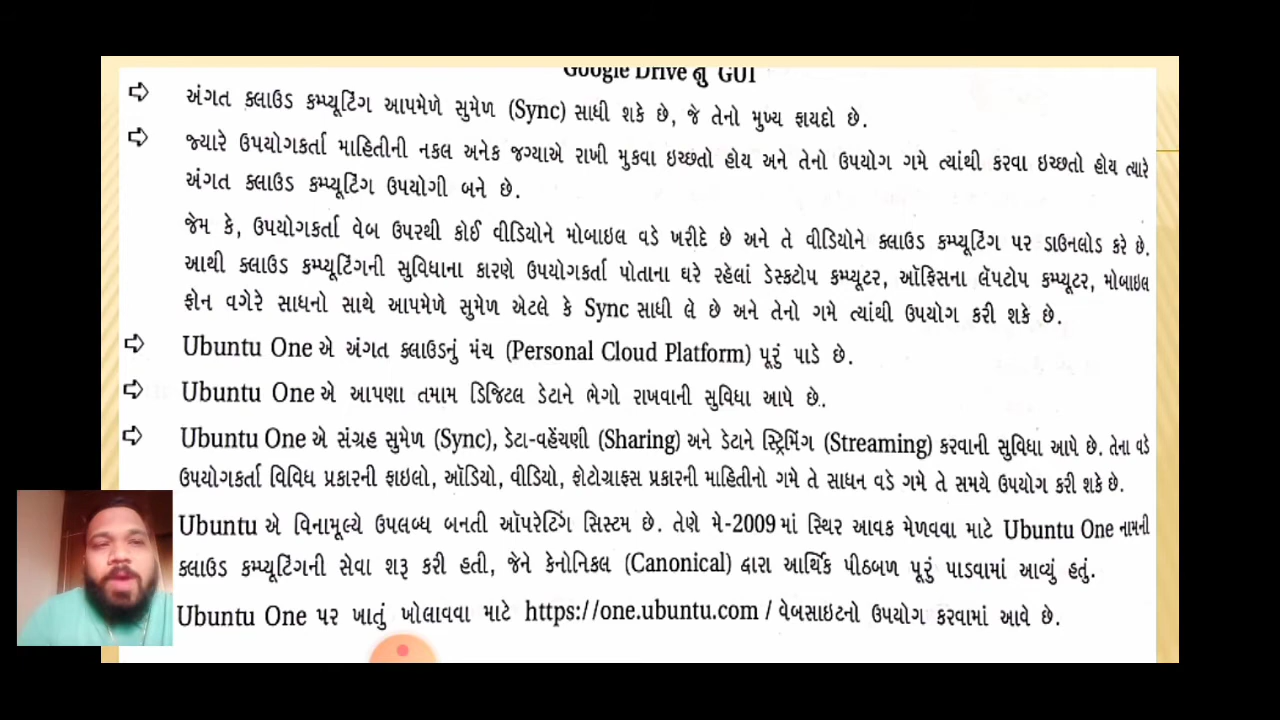 Google Drive નું GUI
⇨ અંગત ક્લાઉડ કમ્પ્યૂટિંગ આપમેળે સુમેળ (Sync) સાધી શકે છે, જે તેનો મુખ્ય ફાયદો છે.
⇨ જ્યારે ઉપયોગકર્તા માહિતીની નકલ અનેક જગ્યાએ રાખી મુકવા ઇચ્છતો હોય અને તેનો ઉપયોગ ગમે ત્યાંથી કરવા ઇચ્છતો હોય ત્યારે
અંગત ક્લાઉડ કમ્પ્યૂટિંગ ઉપયોગી બને છે.
જેમ કે, ઉપયોગકર્તા વેબ ઉપરથી કોઈ વીડિયોને મોબાઇલ વડે ખરીદે છે અને તે વીડિયોને ક્લાઉડ કમ્પ્યૂટિંગ પર ડાઉનલોડ કરે છે.
આથી ક્લાઉડ કમ્પ્યૂટિંગની સુવિધાના કારણે ઉપયોગકર્તા પોતાના ઘરે રહેલાં ડેસ્કટોપ કમ્પ્યૂટર, ઑફિસના લૅપટોપ કમ્પ્યૂટર, મોબાઇલ
ફોન વગેરે સાધનો સાથે આપમેળે સુમેળ એટલે કે Sync સાધી લે છે અને તેનો ગમે ત્યાંથી ઉપયોગ કરી શકે છે.
⇨ Ubuntu One એ અંગત ક્લાઉડનું મંચ (Personal Cloud Platform) પૂરું પાડે છે.
⇨ Ubuntu One એ આપણા તમામ ડિજિટલ ડેટાને ભેગો રાખવાની સુવિધા આપે છે..
⇨ Ubuntu One એ સંગ્રહ સુમેળ (Sync), ડેટા-વહેંચણી (Sharing) અને ડેટાને સ્ટ્રિમિંગ (Streaming) કરવાની સુવિધા આપે છે. તેના વડે
ઉપયોગકર્તા વિવિધ પ્રકારની ફાઇલો, ઑડિયો, વીડિયો, ફોટોગ્રાફ્સ પ્રકારની માહિતીનો ગમે તે સાધન વડે ગમે તે સમયે ઉપયોગ કરી શકે છે.
Ubuntu એ વિનામૂલ્યે ઉપલબ્ધ બનતી ઑપરેટિંગ સિસ્ટમ છે. તેણે મે-2009 માં સ્થિર આવક મેળવવા માટે Ubuntu One નામની
ક્લાઉડ કમ્પ્યૂટિંગની સેવા શરૂ કરી હતી, જેને કેનોનિકલ (Canonical) દ્વારા આર્થિક પીઠબળ પૂરું પાડવામાં આવ્યું હતું.
Ubuntu One પર ખાતું ખોલાવવા માટે https://one.ubuntu.com / વેબસાઇટનો ઉપયોગ કરવામાં આવે છે.